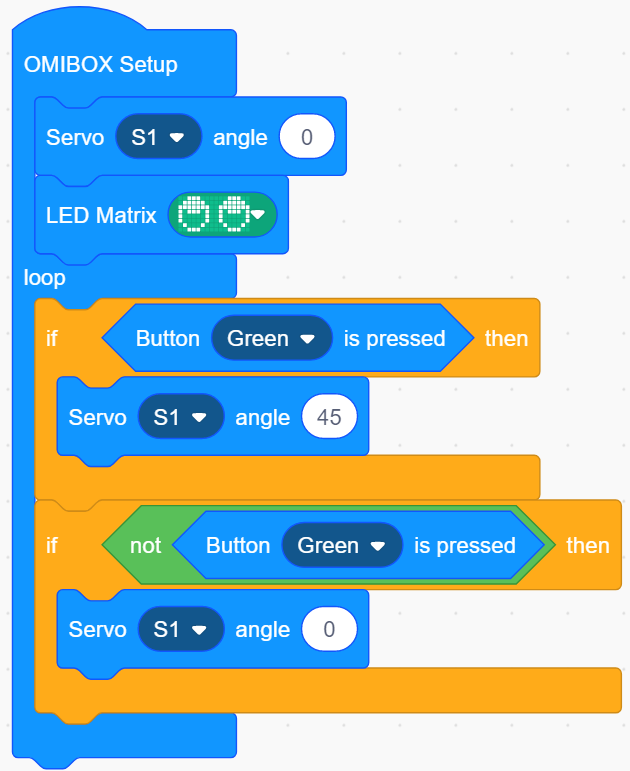 OMIBOX Setup
Servo S1 angle 0
LED Matrix
loop
if Button Green is pressed then
Servo S1 angle 45
if not Button Green is pressed then
Servo S1 angle 0